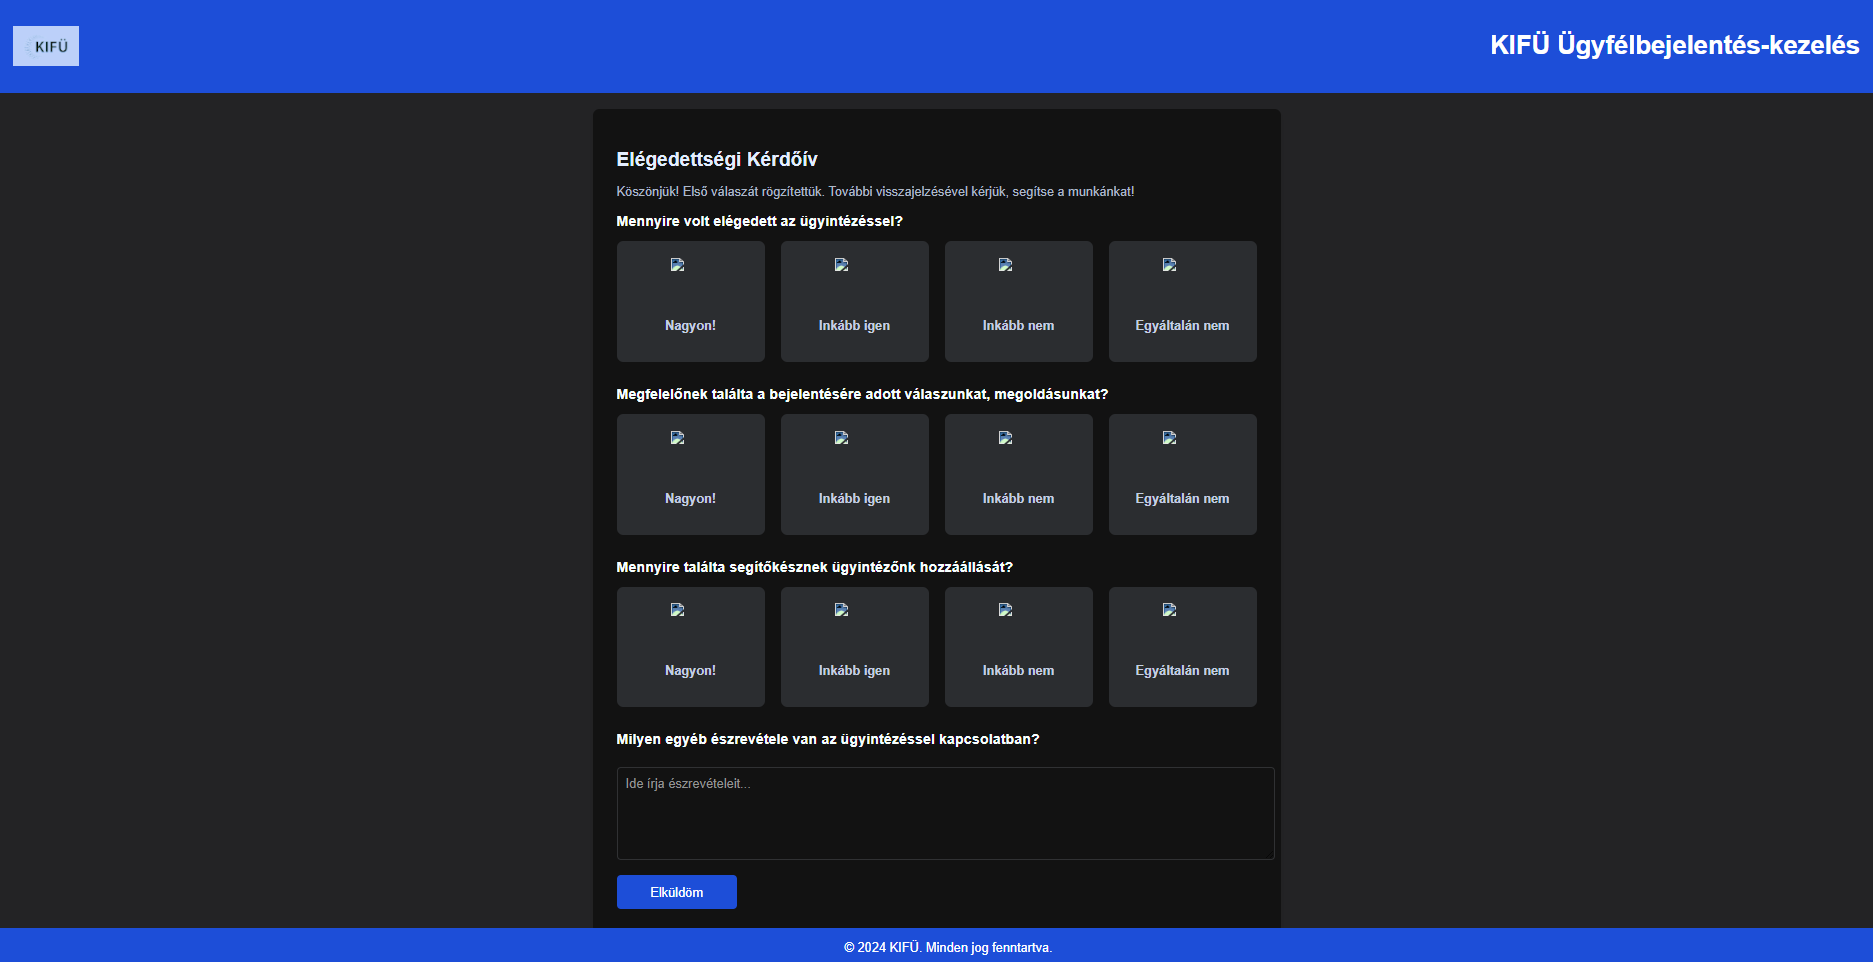 KIFÜ
KIFÜ Ügyfélbejelentés-kezelés
Elégedettségi Kérdőív
Köszönjük! Első válaszát rögzítettük. További visszajelzésével kérjük, segítse a munkánkat!
Mennyire volt elégedett az ügyintézéssel?
Nagyon!
Inkább igen
Inkább nem
Egyáltalán nem
Megfelelőnek találta a bejelentésére adott válaszunkat, megoldásunkat?
Nagyon!
Inkább igen
Inkább nem
Egyáltalán nem
Mennyire találta segítőkésznek ügyintézőnk hozzáállását?
Nagyon!
Inkább igen
Inkább nem
Egyáltalán nem
Milyen egyéb észrevétele van az ügyintézéssel kapcsolatban?
Ide írja észrevételeit...
Elküldöm
© 2024 KIFÜ. Minden jog fenntartva.